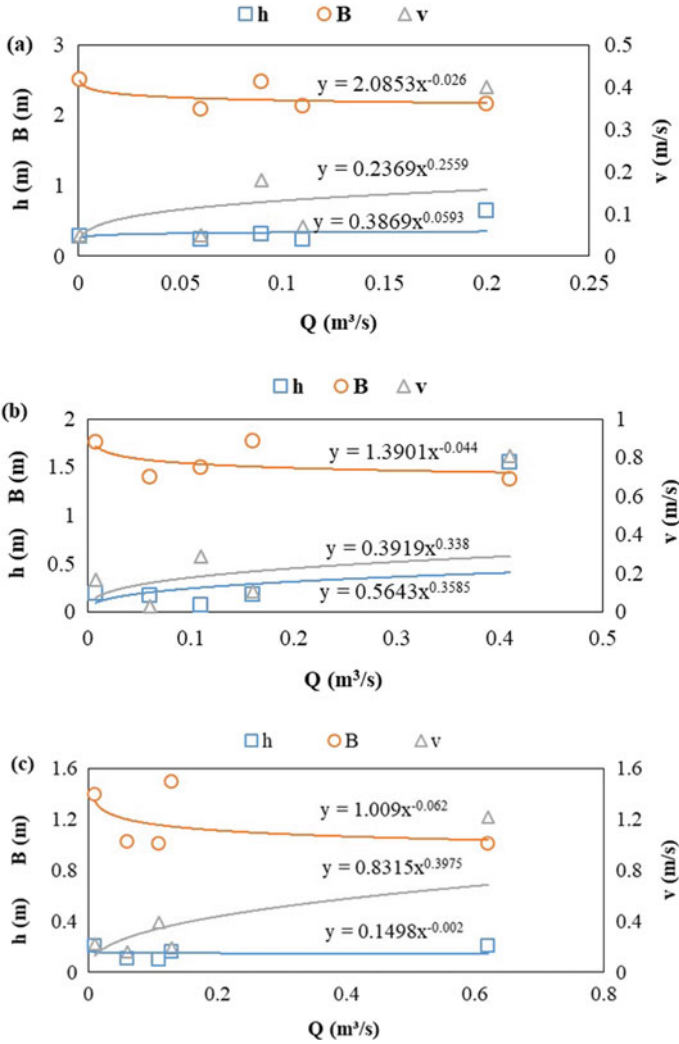 (a) h B v
3 0.5
y = 2.0853x^-0.026
2 0.4
0.3
y = 0.2369x^0.2559
1 0.2
0.1
y = 0.3869x^0.0593
0 0
0 0.05 0.1 0.15 0.2 0.25
h (m) B (m)
v (m/s)
Q (m³/s)
(b) h B v
2 1
y = 1.3901x^-0.044
1.5 0.8
0.6
1 0.4
y = 0.3919x^0.338
0.5 0.2
y = 0.5643x^0.3585
0 0
0 0.1 0.2 0.3 0.4 0.5
h (m) B (m)
v (m/s)
Q (m³/s)
(c) h B v
1.6 1.6
y = 1.009x^-0.062
1.2 1.2
y = 0.8315x^0.3975
0.8 0.8
0.4 0.4
y = 0.1498x^-0.002
0 0
0 0.2 0.4 0.6 0.8
h (m) B (m)
v (m/s)
Q (m³/s)